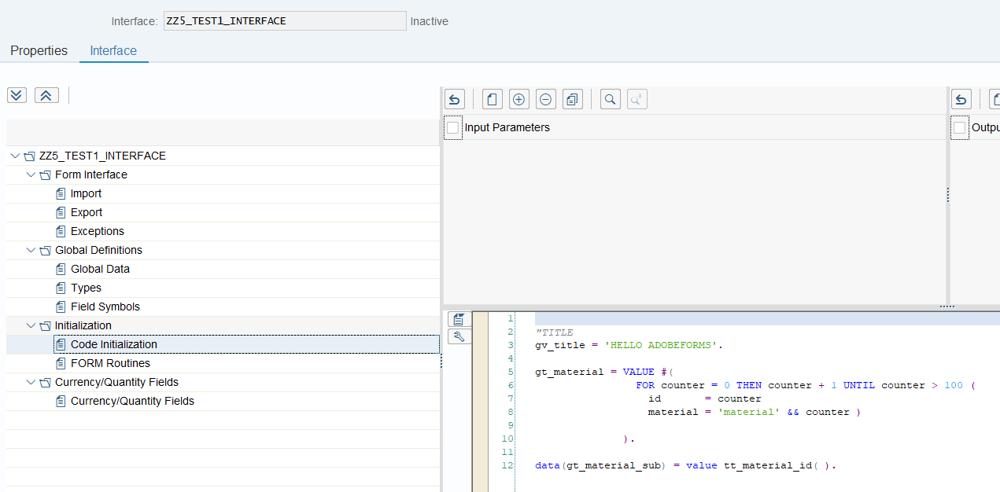 Interface: ZZ5_TEST1_INTERFACE Inactive
Properties Interface
ZZ5_TEST1_INTERFACE
Form Interface
Import
Export
Exceptions
Global Definitions
Global Data
Types
Field Symbols
Initialization
Code Initialization
FORM Routines
Currency/Quantity Fields
Currency/Quantity Fields
Input Parameters
Outpu
1
2 "TITLE
3 gv_title = 'HELLO ADOBEFORMS'.
4
5 gt_material = VALUE #(
6 FOR counter = 0 THEN counter + 1 UNTIL counter > 100 (
7 id = counter
8 material = 'material' && counter )
9
10 ).
11
12 data(gt_material_sub) = value tt_material_id( ).